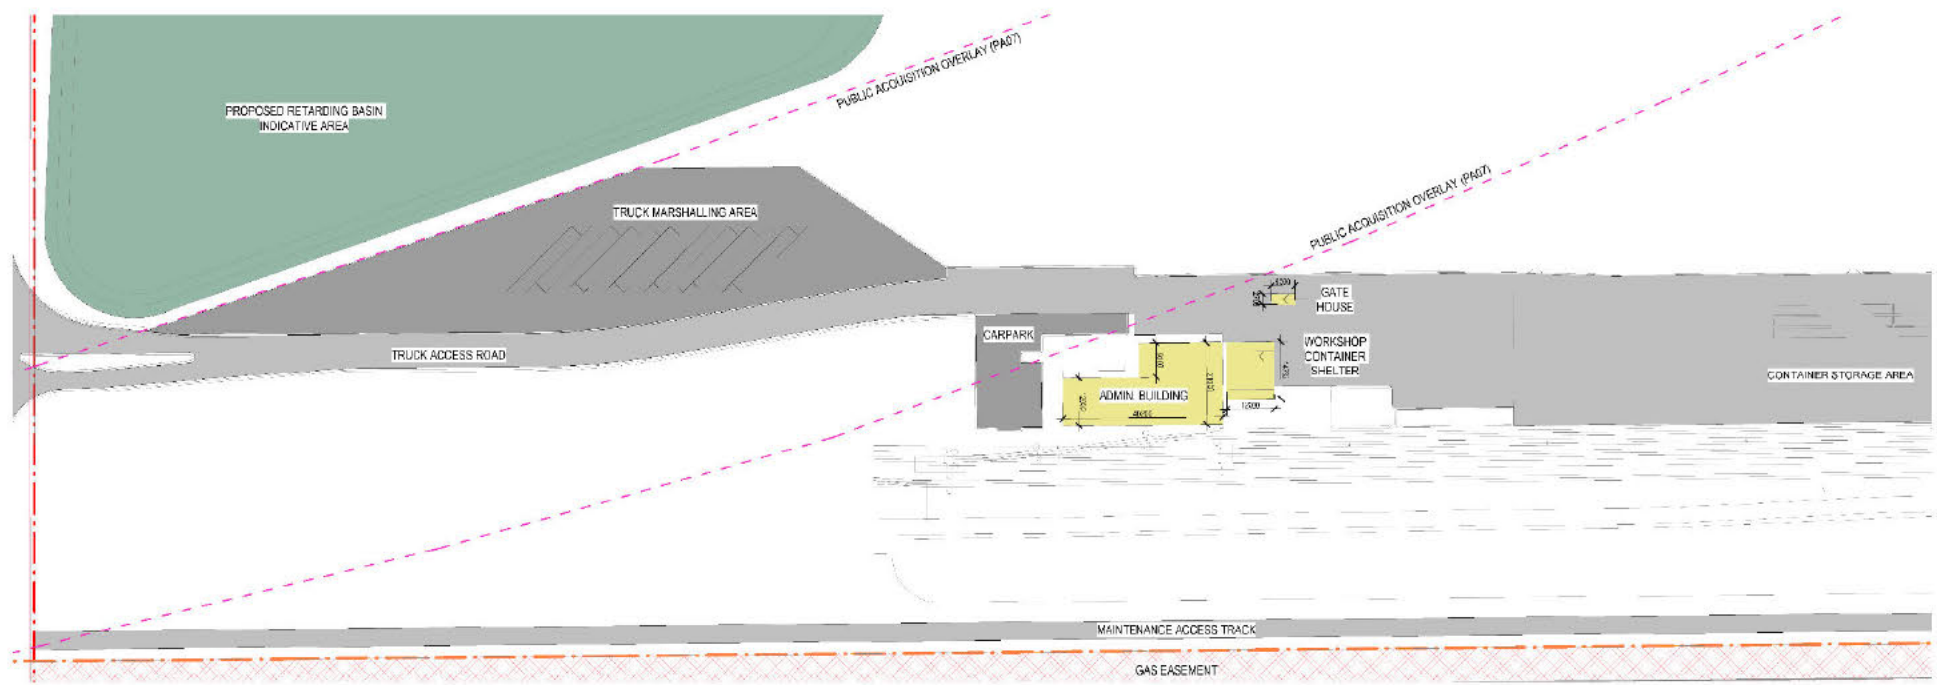 PUBLIC ACQUISITION OVERLAY (PA07)
PROPOSED RETARDING BASIN
INDICATIVE AREA
PUBLIC ACQUISITION OVERLAY (PA07)
TRUCK MARSHALLING AREA
GATE
HOUSE
CARPARK
TRUCK ACCESS ROAD
WORKSHOP
CONTAINER
SHELTER
CONTAINER STORAGE AREA
ADMIN. BUILDING
12000
MAINTENANCE ACCESS TRACK
GAS EASEMENT